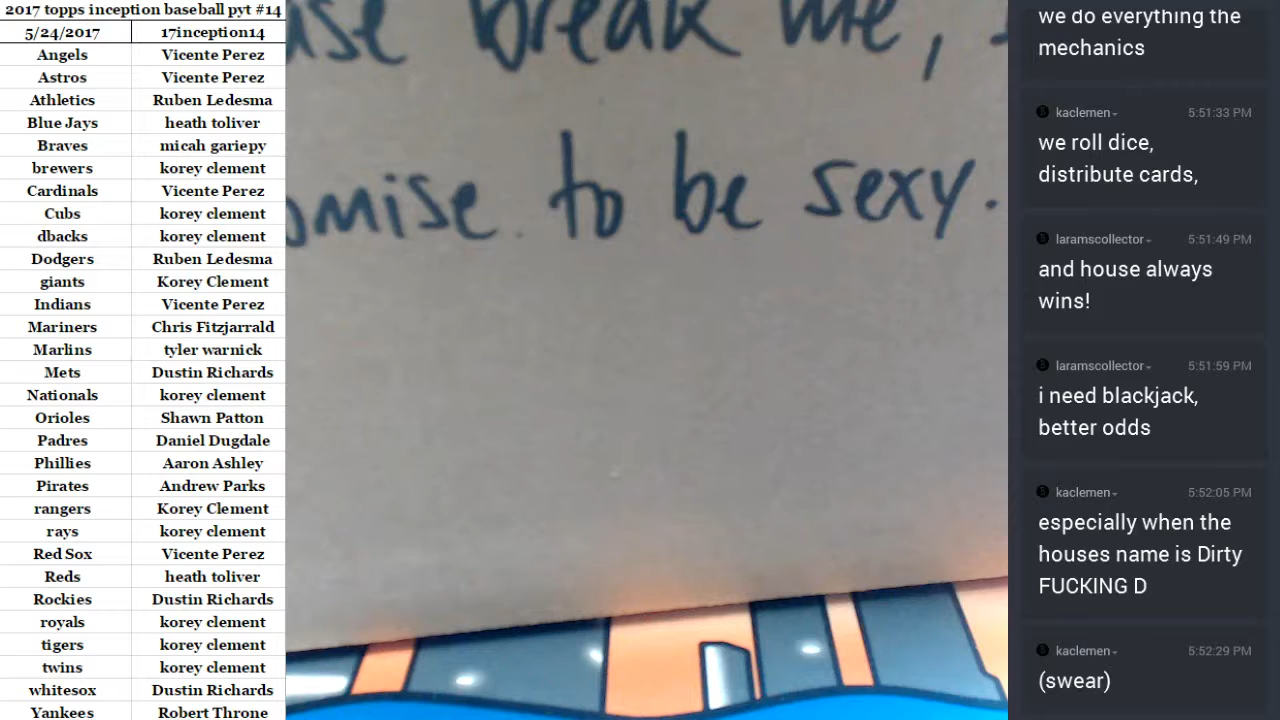 2017 topps inception baseball pyt #14
5/24/2017 17inception14
Angels Vicente Perez
Astros Vicente Perez
Athletics Ruben Ledesma
Blue Jays heath toliver
Braves micah gariepy
brewers korey clement
Cardinals Vicente Perez
Cubs korey clement
dbacks korey clement
Dodgers Ruben Ledesma
giants Korey Clement
Indians Vicente Perez
Mariners Chris Fitzjarrald
Marlins tyler warnick
Mets Dustin Richards
Nationals korey clement
Orioles Shawn Patton
Padres Daniel Dugdale
Phillies Aaron Ashley
Pirates Andrew Parks
rangers Korey Clement
rays korey clement
Red Sox Vicente Perez
Reds heath toliver
Rockies Dustin Richards
royals korey clement
tigers korey clement
twins korey clement
whitesox Dustin Richards
Yankees Robert Throne
break me,
to be sexy.
we do everything the
mechanics
kaclemen 5:51:33 PM
we roll dice,
distribute cards,
laramscollector 5:51:49 PM
and house always
wins!
laramscollector 5:51:59 PM
i need blackjack,
better odds
kaclemen 5:52:05 PM
especially when the
houses name is Dirty
FUCKING D
kaclemen 5:52:29 PM
(swear)